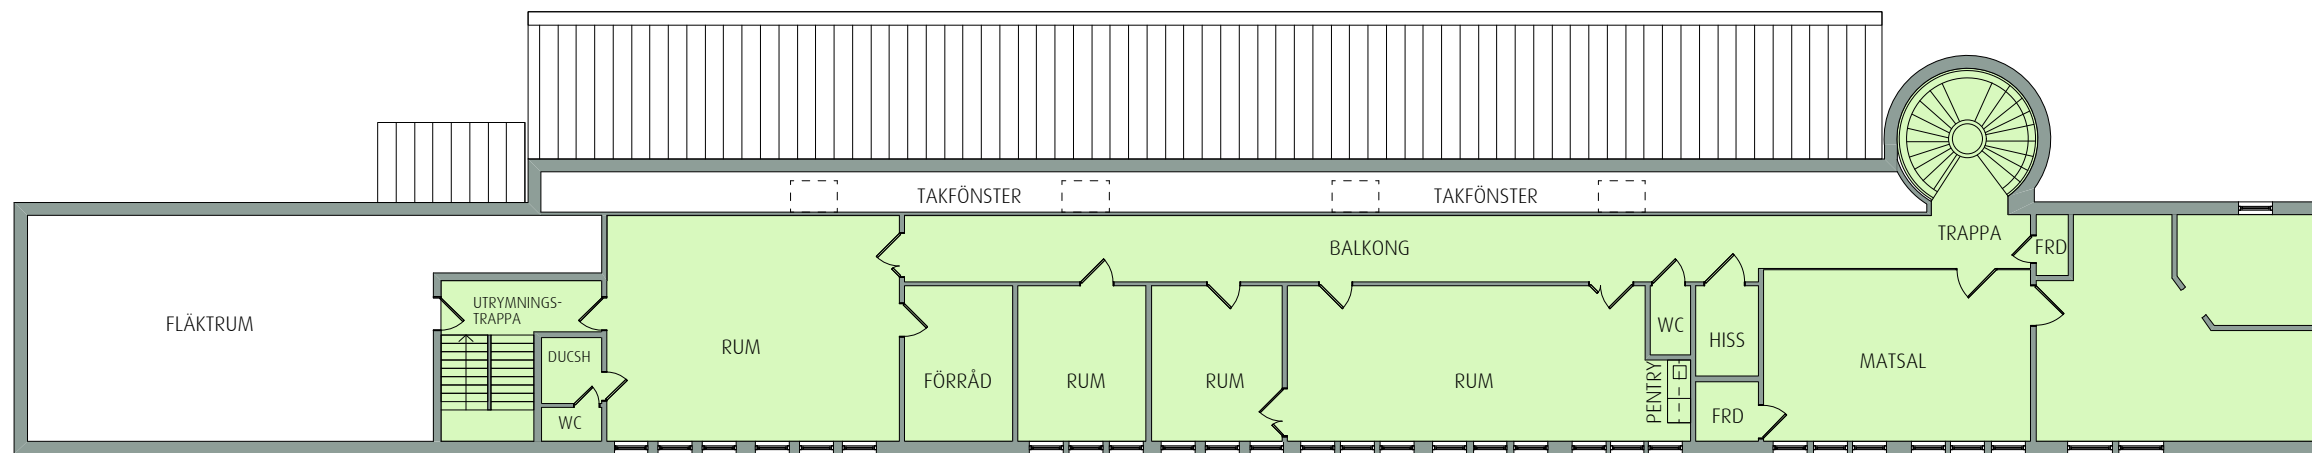 TAKFÖNSTER
TAKFÖNSTER
TRAPPA
FRD
BALKONG
UTRYMNINGS-
TRAPPA
FLÄKTRUM
WC
HISS
RUM
DUCSH
MATSAL
FÖRRÅD
RUM
RUM
RUM
PENTRY
FRD
WC